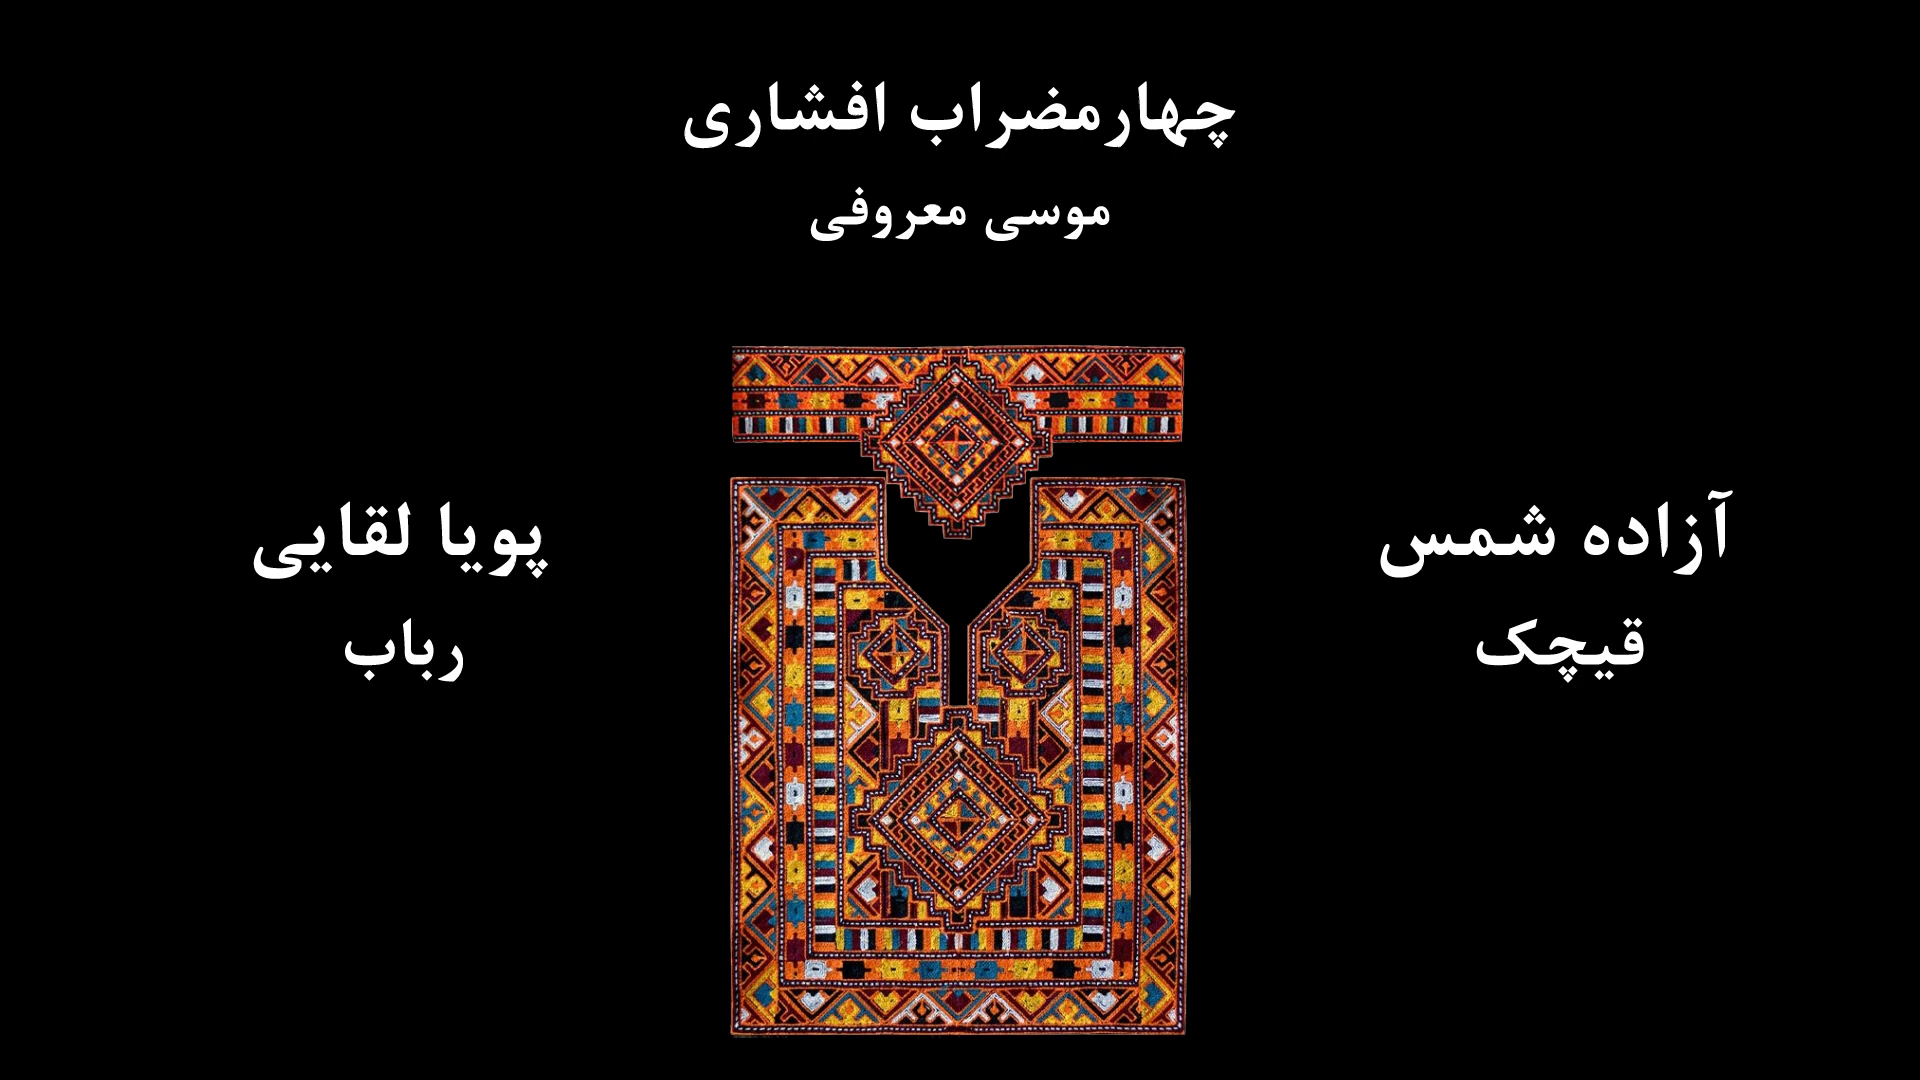 چهارمضراب افشاری
موسی معروفی
آزاده شمس
قیچک
پویا لقایی
رباب